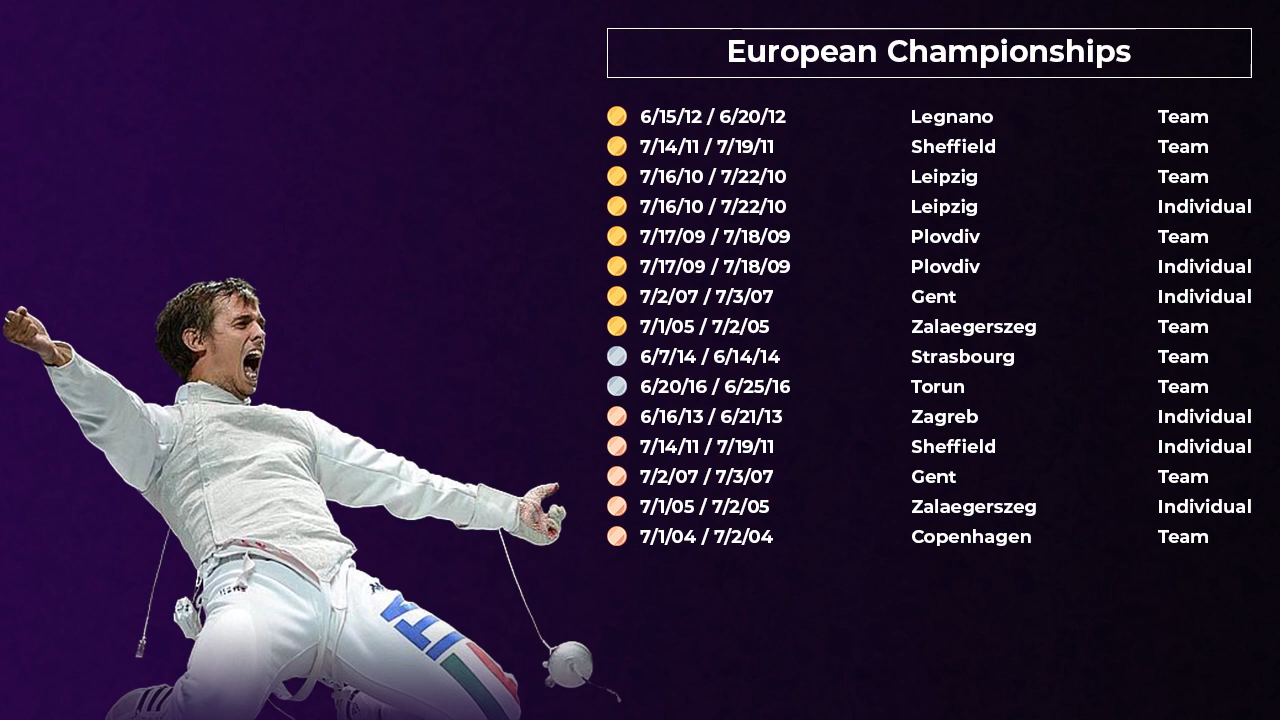 European Championships
6/15/12 / 6/20/12 Legnano Team
7/14/11 / 7/19/11 Sheffield Team
7/16/10 / 7/22/10 Leipzig Team
7/16/10 / 7/22/10 Leipzig Individual
7/17/09 / 7/18/09 Plovdiv Team
7/17/09 / 7/18/09 Plovdiv Individual
7/2/07 / 7/3/07 Gent Individual
7/1/05 / 7/2/05 Zalaegerszeg Team
6/7/14 / 6/14/14 Strasbourg Team
6/20/16 / 6/25/16 Torun Team
6/16/13 / 6/21/13 Zagreb Individual
7/14/11 / 7/19/11 Sheffield Individual
7/2/07 / 7/3/07 Gent Team
7/1/05 / 7/2/05 Zalaegerszeg Individual
7/1/04 / 7/2/04 Copenhagen Team